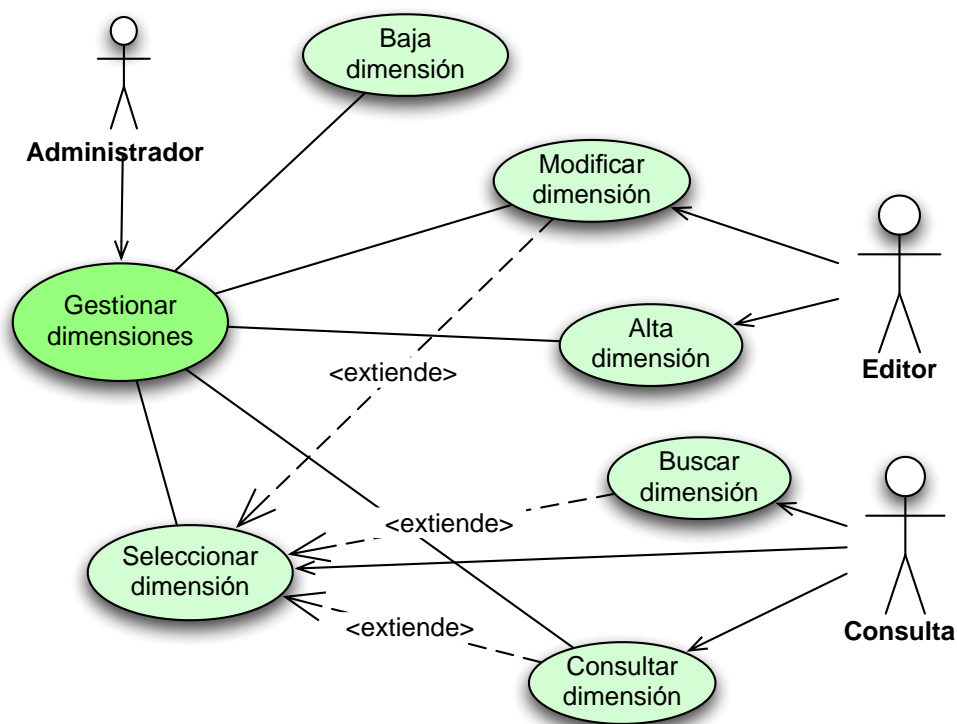 Baja
dimensión
Administrador
Modificar
dimensión
Gestionar
dimensiones
Alta
dimensión
Editor
<extiende>
Buscar
dimensión
<extiende>
Seleccionar
dimensión
<extiende>
Consulta
Consultar
dimensión